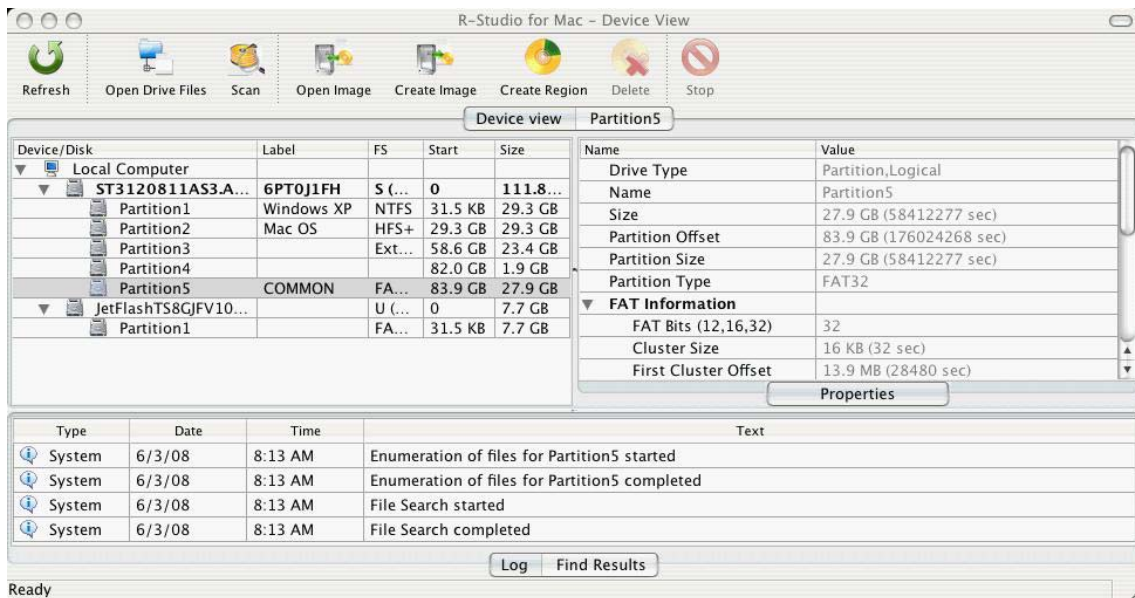 R-Studio for Mac – Device View
Refresh Open Drive Files Scan Open Image Create Image Create Region Delete Stop
Device view Partition5
Device/Disk Label FS Start Size
Local Computer
ST3120811AS3.A... 6PT0J1FH S (... 0 111.8...
Partition1 Windows XP NTFS 31.5 KB 29.3 GB
Partition2 Mac OS HFS+ 29.3 GB 29.3 GB
Partition3 Ext... 58.6 GB 23.4 GB
Partition4 82.0 GB 1.9 GB
Partition5 COMMON FA... 83.9 GB 27.9 GB
JetFlashTS8GJFV10... U (... 0 7.7 GB
Partition1 FA... 31.5 KB 7.7 GB
Name Value
Drive Type Partition,Logical
Name Partition5
Size 27.9 GB (58412277 sec)
Partition Offset 83.9 GB (176024268 sec)
Partition Size 27.9 GB (58412277 sec)
Partition Type FAT32
FAT Information
FAT Bits (12,16,32) 32
Cluster Size 16 KB (32 sec)
First Cluster Offset 13.9 MB (28480 sec)
Properties
Type Date Time Text
System 6/3/08 8:13 AM Enumeration of files for Partition5 started
System 6/3/08 8:13 AM Enumeration of files for Partition5 completed
System 6/3/08 8:13 AM File Search started
System 6/3/08 8:13 AM File Search completed
Log Find Results
Ready